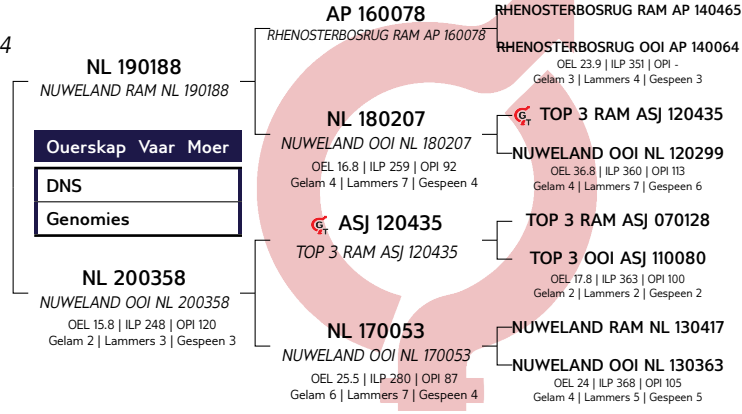 4
NL 190188
NUWELAND RAM NL 190188
Ouerskap Vaar Moer
DNS
Genomies
NL 200358
NUWELAND OOI NL 200358
OEL 15.8 | ILP 248 | OPI 120
Gelam 2 | Lammers 3 | Gespeen 3
AP 160078
RHENOSTERBOSRUG RAM AP 160078
NL 180207
NUWELAND OOI NL 180207
OEL 16.8 | ILP 259 | OPI 92
Gelam 4 | Lammers 7 | Gespeen 4
GT ASJ 120435
TOP 3 RAM ASJ 120435
NL 170053
NUWELAND OOI NL 170053
OEL 25.5 | ILP 280 | OPI 87
Gelam 6 | Lammers 7 | Gespeen 4
RHENOSTERBOSRUG RAM AP 140465
RHENOSTERBOSRUG OOI AP 140064
OEL 23.9 | ILP 351 | OPI -
Gelam 3 | Lammers 4 | Gespeen 3
GT TOP 3 RAM ASJ 120435
NUWELAND OOI NL 120299
OEL 36.8 | ILP 360 | OPI 113
Gelam 4 | Lammers 7 | Gespeen 6
TOP 3 RAM ASJ 070128
TOP 3 OOI ASJ 110080
OEL 17.8 | ILP 363 | OPI 100
Gelam 2 | Lammers 2 | Gespeen 2
NUWELAND RAM NL 130417
NUWELAND OOI NL 130363
OEL 24 | ILP 368 | OPI 105
Gelam 4 | Lammers 5 | Gespeen 5